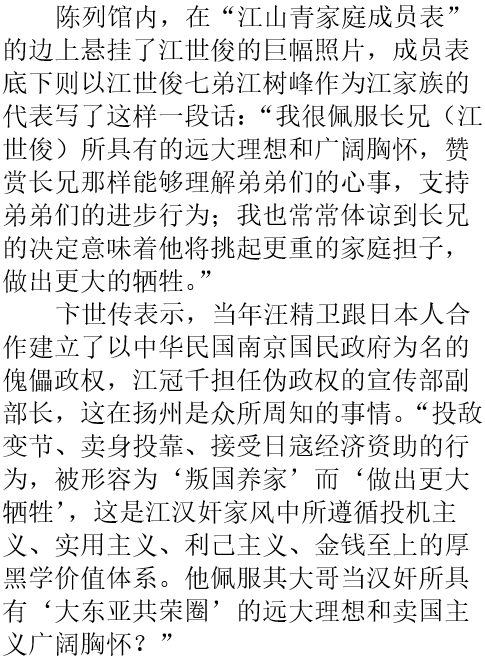 陈列馆内，在“江山青家庭成员表”
的边上悬挂了江世俊的巨幅照片，成员表
底下则以江世俊七弟江树峰作为江家族的
代表写了这样一段话：“我很佩服长兄（江
世俊）所具有的远大理想和广阔胸怀，赞
赏长兄那样能够理解弟弟们的心事，支持
弟弟们的进步行为；我也常常体谅到长兄
的决定意味着他将挑起更重的家庭担子，
做出更大的牺牲。”
卞世传表示，当年汪精卫跟日本人合
作建立了以中华民国南京国民政府为名的
傀儡政权，江冠千担任伪政权的宣传部副
部长，这在扬州是众所周知的事情。“投敌
变节、卖身投靠、接受日寇经济资助的行
为，被形容为‘叛国养家’而‘做出更大
牺牲’，这是江汉奸家风中所遵循投机主
义、实用主义、利己主义、金钱至上的厚
黑学价值体系。他佩服其大哥当汉奸所具
有‘大东亚共荣圈’的远大理想和卖国主
义广阔胸怀？”